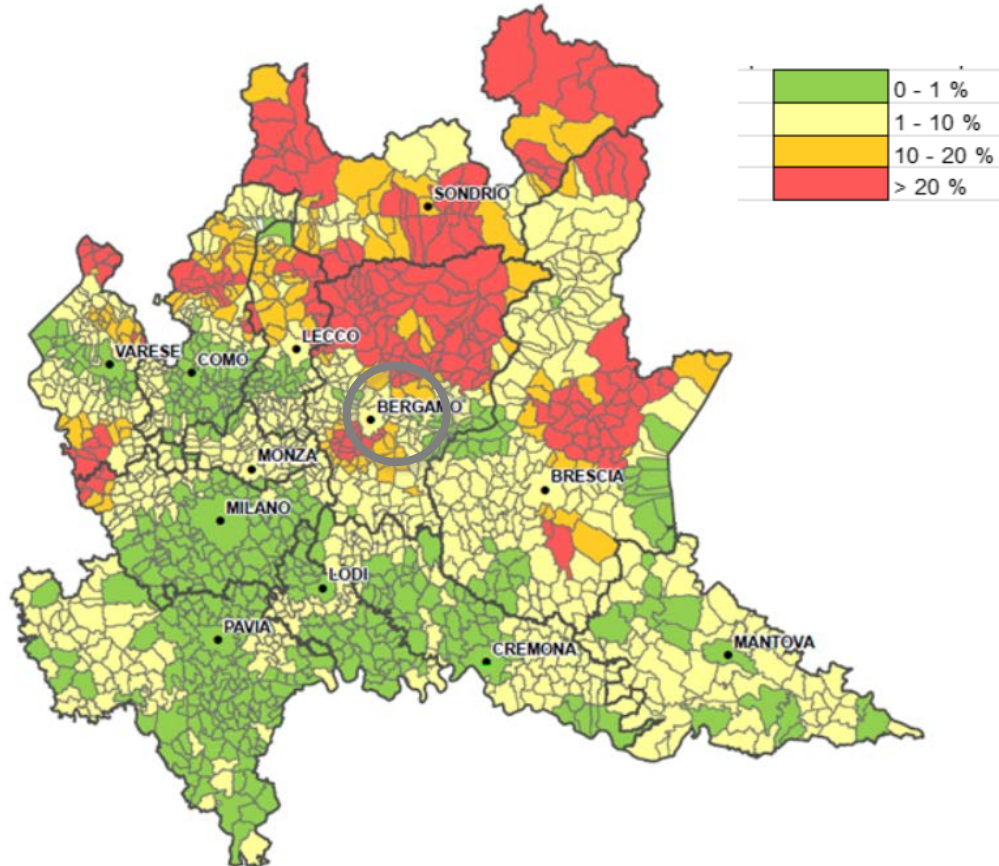 0 - 1 %
1 - 10 %
10 - 20 %
> 20 %
SONDRIO
LECCO
VARESE
COMO
BERGAMO
MONZA
BRESCIA
MILANO
LODI
PAVIA
CREMONA
MANTOVA